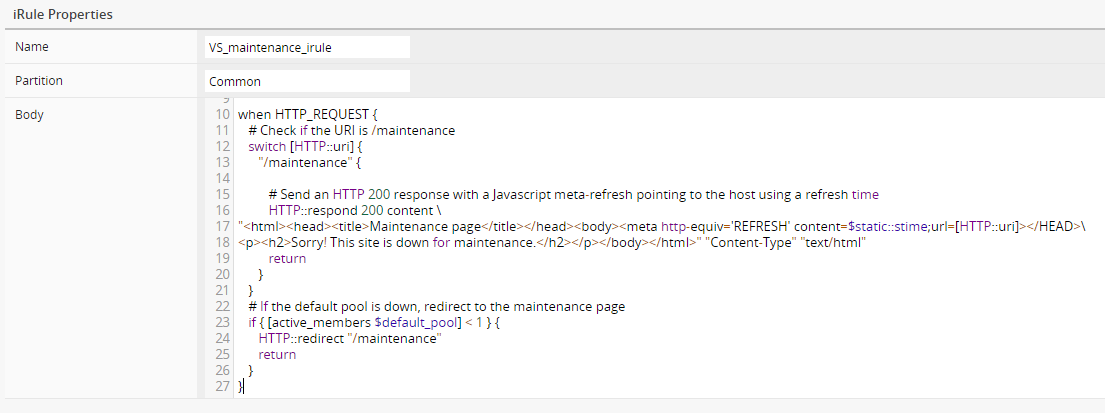 iRule Properties
Name VS_maintenance_irule
Partition Common
Body
9
10 when HTTP_REQUEST {
11 # Check if the URI is /maintenance
12 switch [HTTP::uri] {
13 "/maintenance" {
14
15 # Send an HTTP 200 response with a Javascript meta-refresh pointing to the host using a refresh time
16 HTTP::respond 200 content \
17 "<html><head><title>Maintenance page</title></head><body><meta http-equiv='REFRESH' content=$static::stime;url=[HTTP::uri]></HEAD>\
18 <p><h2>Sorry! This site is down for maintenance.</h2></p></body></html>" "Content-Type" "text/html"
19 return
20 }
21 }
22 # If the default pool is down, redirect to the maintenance page
23 if { [active_members $default_pool] < 1 } {
24 HTTP::redirect "/maintenance"
25 return
26 }
27 }